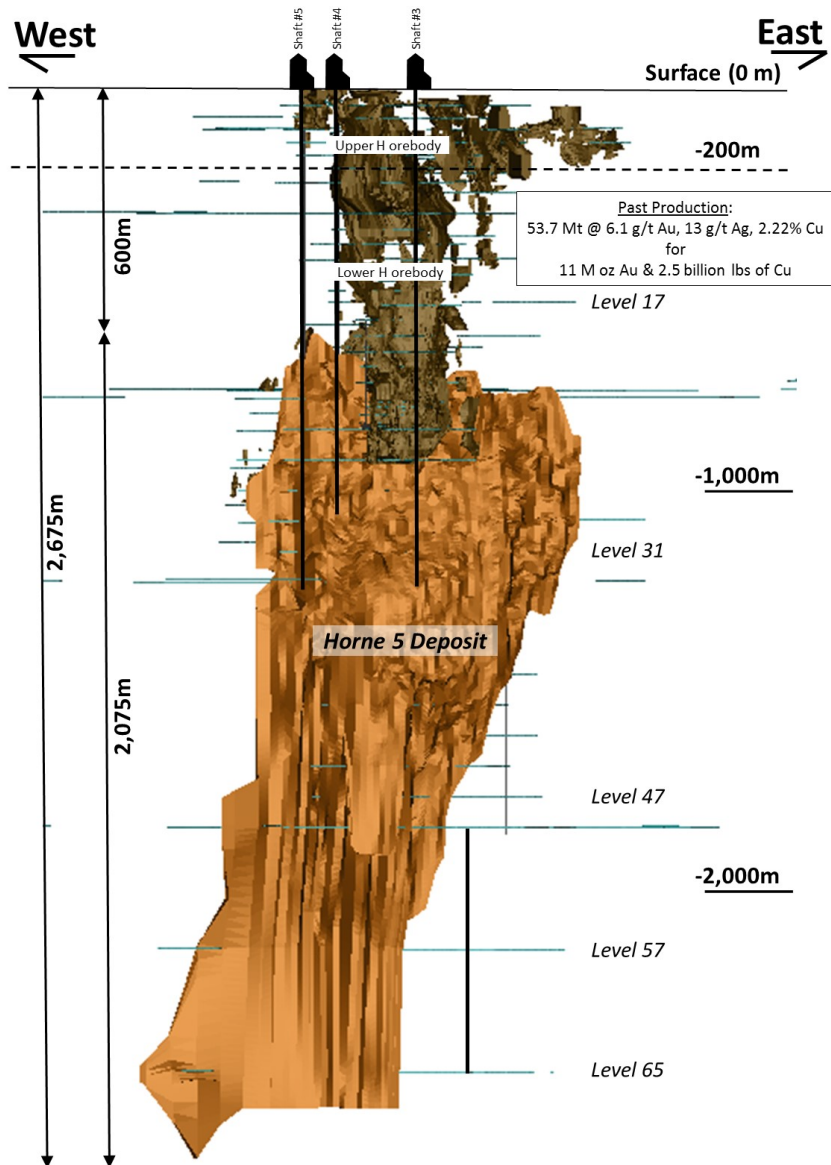 West
East
Shaft #5
Shaft #4
Shaft #3
Surface (0 m)
Upper H orebody
-200m
Past Production:
53.7 Mt @ 6.1 g/t Au, 13 g/t Ag, 2.22% Cu
for
11 M oz Au & 2.5 billion lbs of Cu
600m
Lower H orebody
Level 17
-1,000m
2,675m
Level 31
Horne 5 Deposit
2,075m
Level 47
-2,000m
Level 57
Level 65